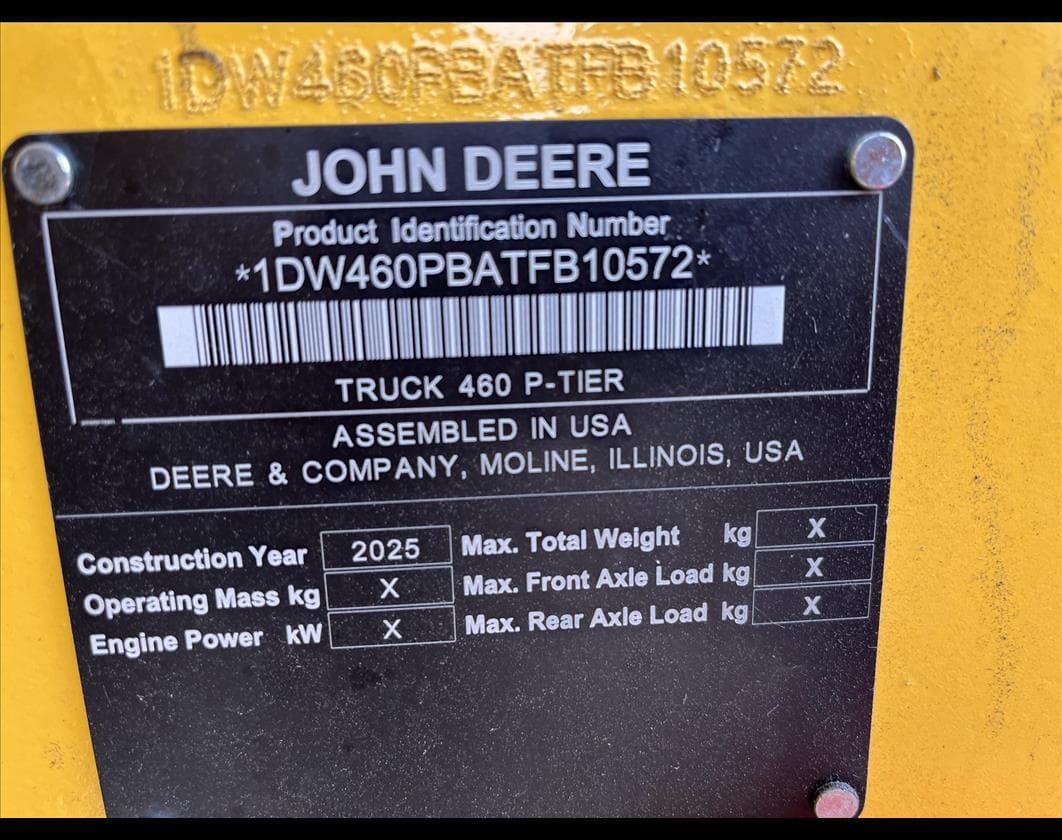 1DW460PBATFB10572
JOHN DEERE
Product Identification Number
*1DW460PBATFB10572*
TRUCK 460 P-TIER
ASSEMBLED IN USA
DEERE & COMPANY, MOLINE, ILLINOIS, USA
Construction Year 2025 Max. Total Weight kg X
Operating Mass kg X Max. Front Axle Load kg X
Engine Power kW X Max. Rear Axle Load kg X